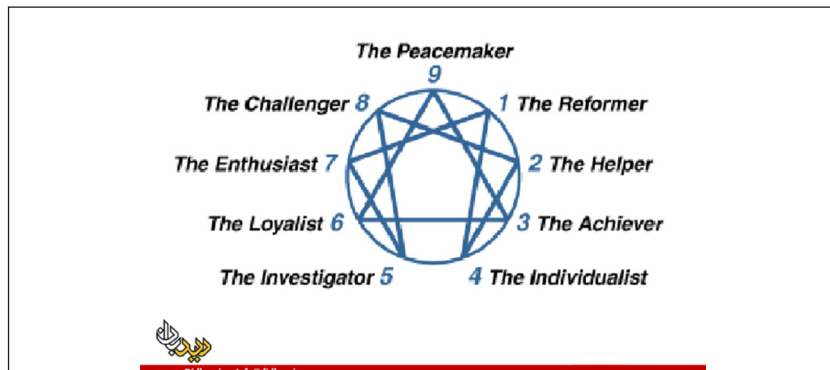 The Peacemaker
9
The Challenger 8
1 The Reformer
The Enthusiast 7
2 The Helper
The Loyalist 6
3 The Achiever
The Investigator 5
4 The Individualist
دیدبان